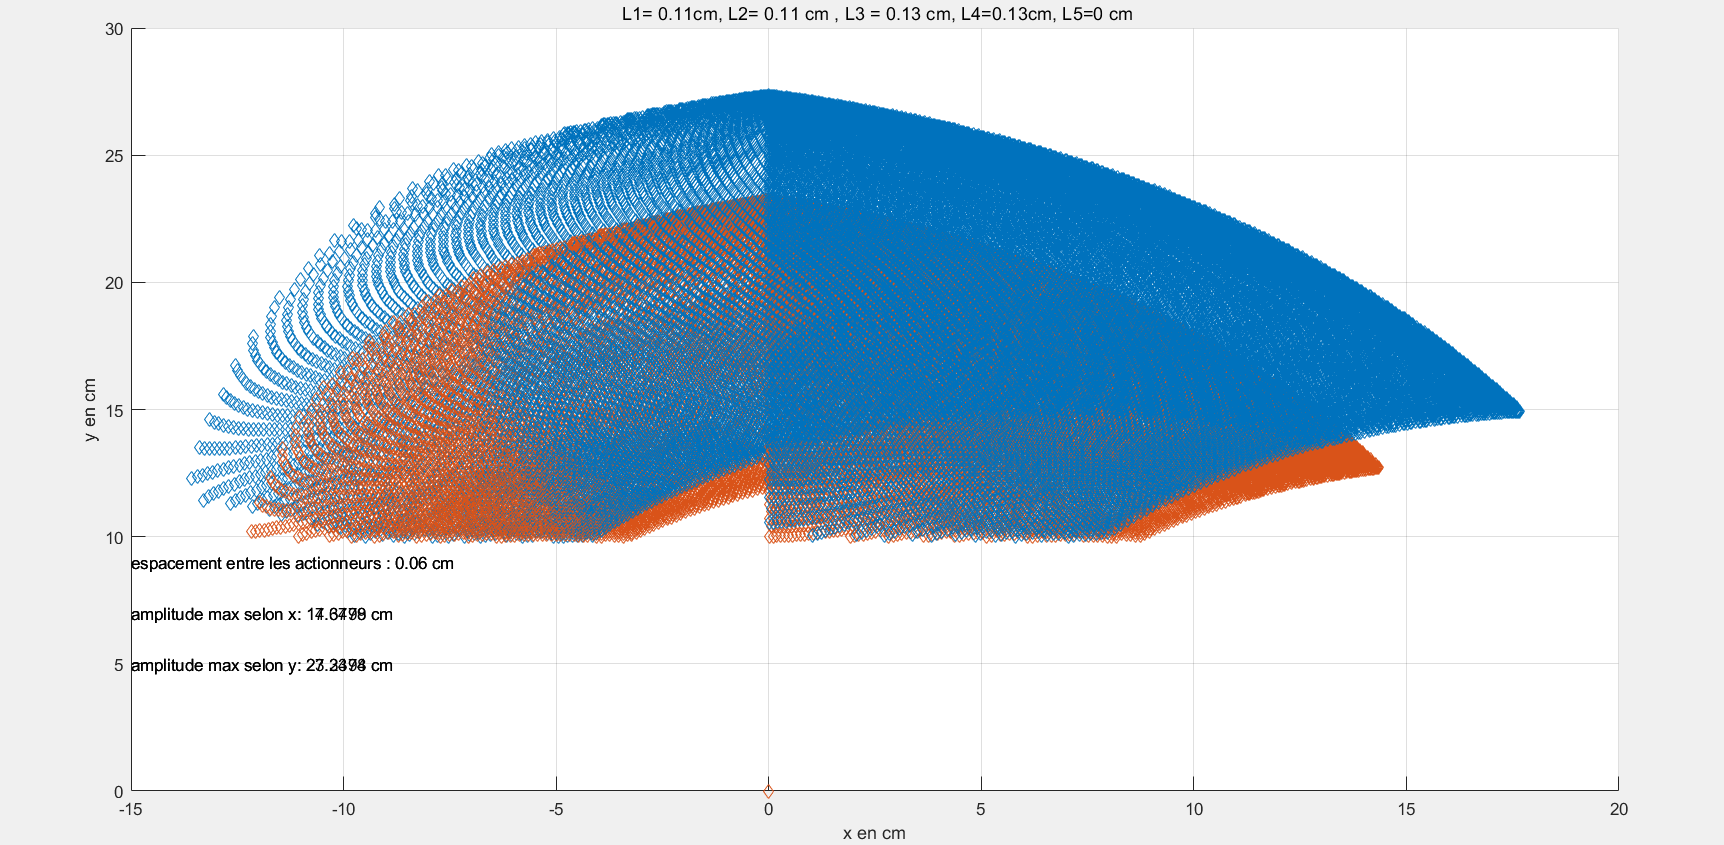 L1= 0.11cm, L2= 0.11 cm , L3 = 0.13 cm, L4=0.13cm, L5=0 cm
30
25
20
15
10
5
0
y en cm
espacement entre les actionneurs : 0.06 cm
amplitude max selon x: cm
amplitude max selon y: cm
-15
-10
-5
0
5
10
15
20
x en cm